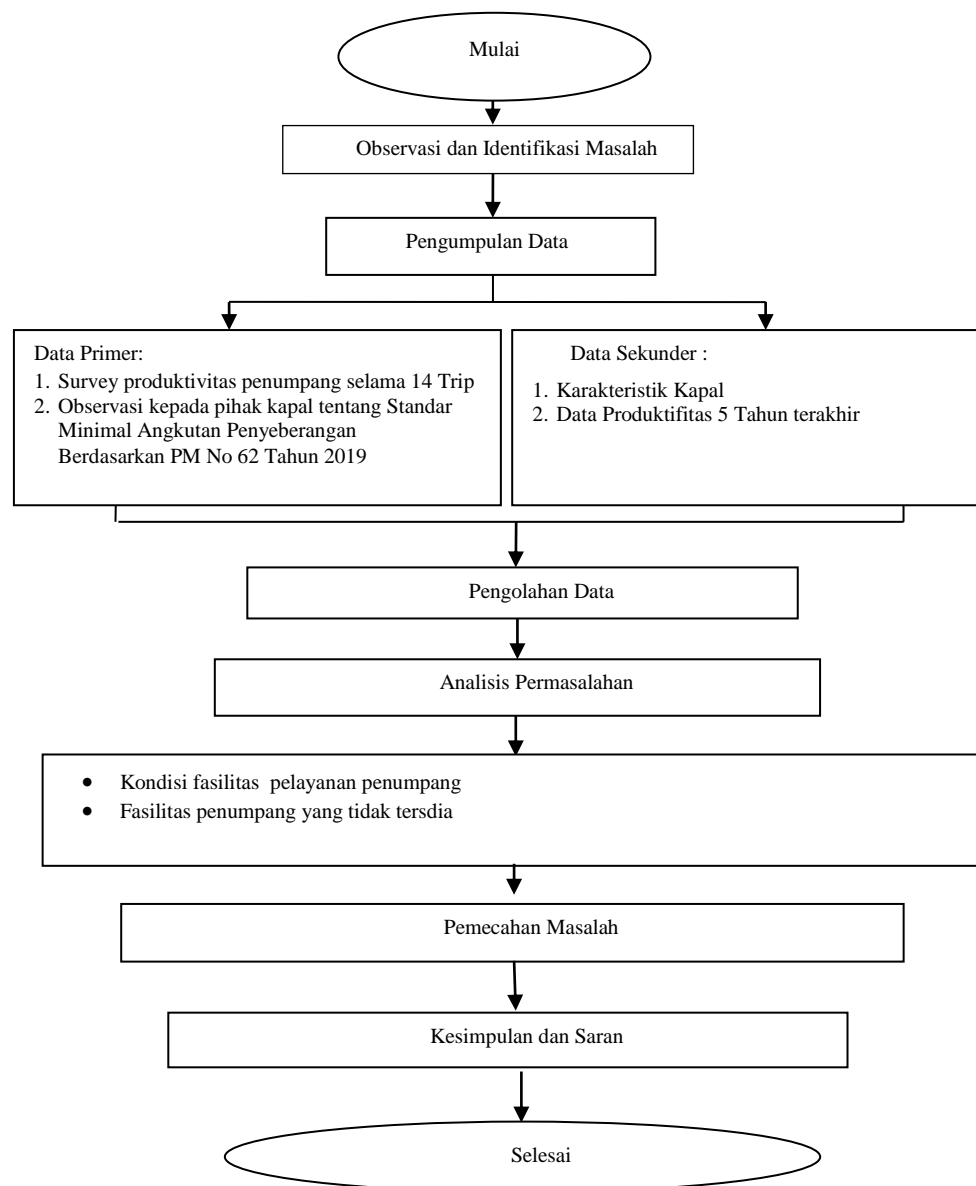 Mulai
Observasi dan Identifikasi Masalah
Pengumpulan Data
Data Primer:
1. Survey produktivitas penumpang selama 14 Trip
2. Observasi kepada pihak kapal tentang Standar
Minimal Angkutan Penyeberangan
Berdasarkan PM No 62 Tahun 2019
Data Sekunder :
1. Karakteristik Kapal
2. Data Produktifitas 5 Tahun terakhir
Pengolahan Data
Analisis Permasalahan
• Kondisi fasilitas pelayanan penumpang
• Fasilitas penumpang yang tidak tersdia
Pemecahan Masalah
Kesimpulan dan Saran
Selesai